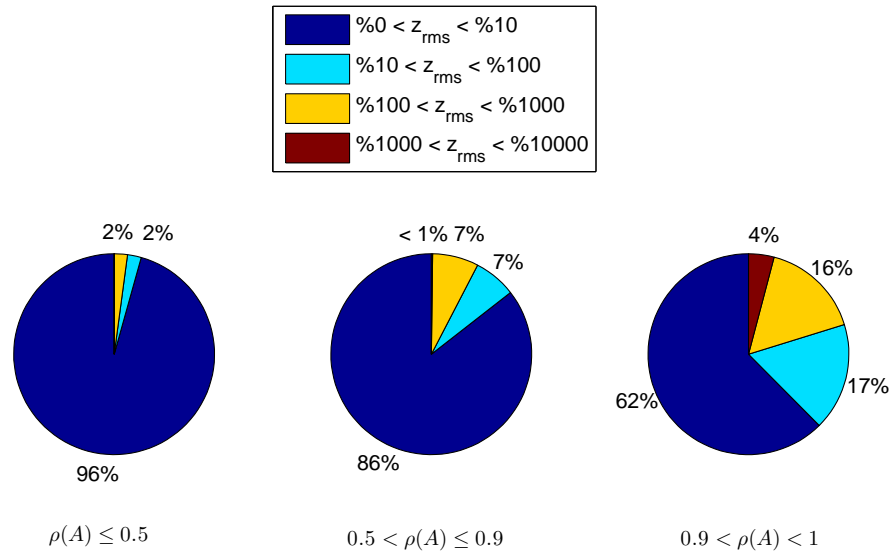 %0 < z_rms < %10
%10 < z_rms < %100
%100 < z_rms < %1000
%1000 < z_rms < %10000
2% 2%
96%
< 1% 7%
7%
86%
4%
16%
17%
62%
ρ(A) ≤ 0.5
0.5 < ρ(A) ≤ 0.9
0.9 < ρ(A) < 1